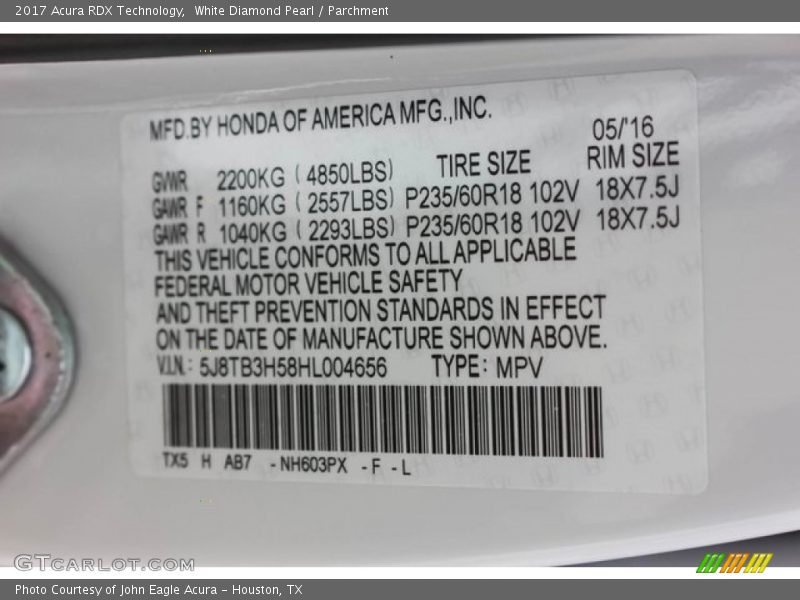 2017 Acura RDX Technology,  White Diamond Pearl / Parchment
MFD.BY HONDA OF AMERICA MFG.,INC.
05/'16
GVWR 2200KG ( 4850LBS) TIRE SIZE RIM SIZE
GAWR F 1160KG ( 2557LBS) P235/60R18 102V 18X7.5J
GAWR R 1040KG ( 2293LBS) P235/60R18 102V 18X7.5J
THIS VEHICLE CONFORMS TO ALL APPLICABLE
FEDERAL MOTOR VEHICLE SAFETY
AND THEFT PREVENTION STANDARDS IN EFFECT
ON THE DATE OF MANUFACTURE SHOWN ABOVE.
V.I.N.: 5J8TB3H58HL004656 TYPE: MPV
TX5 H AB7 -NH603PX -F -L
GTCARLOT.COM
Photo Courtesy of John Eagle Acura - Houston, TX